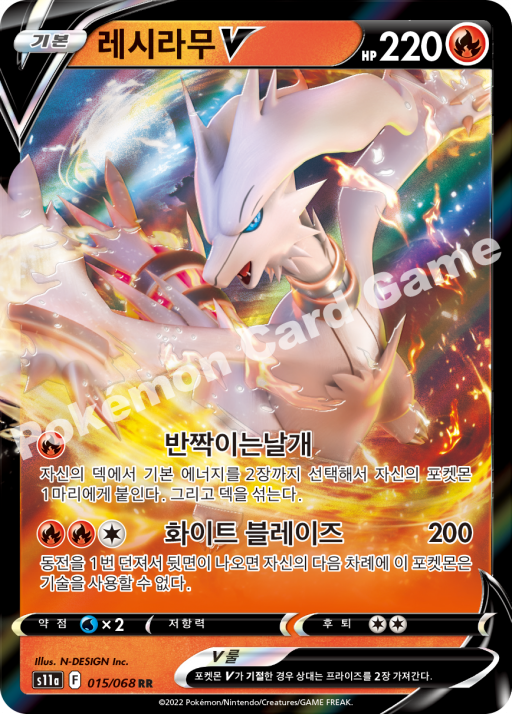 기본 레시라무 V HP 220
Pokémon Card Game
반짝이는날개
자신의 덱에서 기본 에너지를 2장까지 선택해서 자신의 포켓몬
1마리에게 붙인다. 그리고 덱을 섞는다.
화이트 블레이즈 200
동전을 1번 던져서 뒷면이 나오면 자신의 다음 차례에 이 포켓몬은
기술을 사용할 수 없다.
약점 ×2 저항력 후퇴
Illus. N-DESIGN Inc.
V 룰
s11a F 015/068 RR
포켓몬 V가 기절한 경우 상대는 프라이즈를 2장 가져간다.
©2022 Pokémon/Nintendo/Creatures/GAME FREAK.